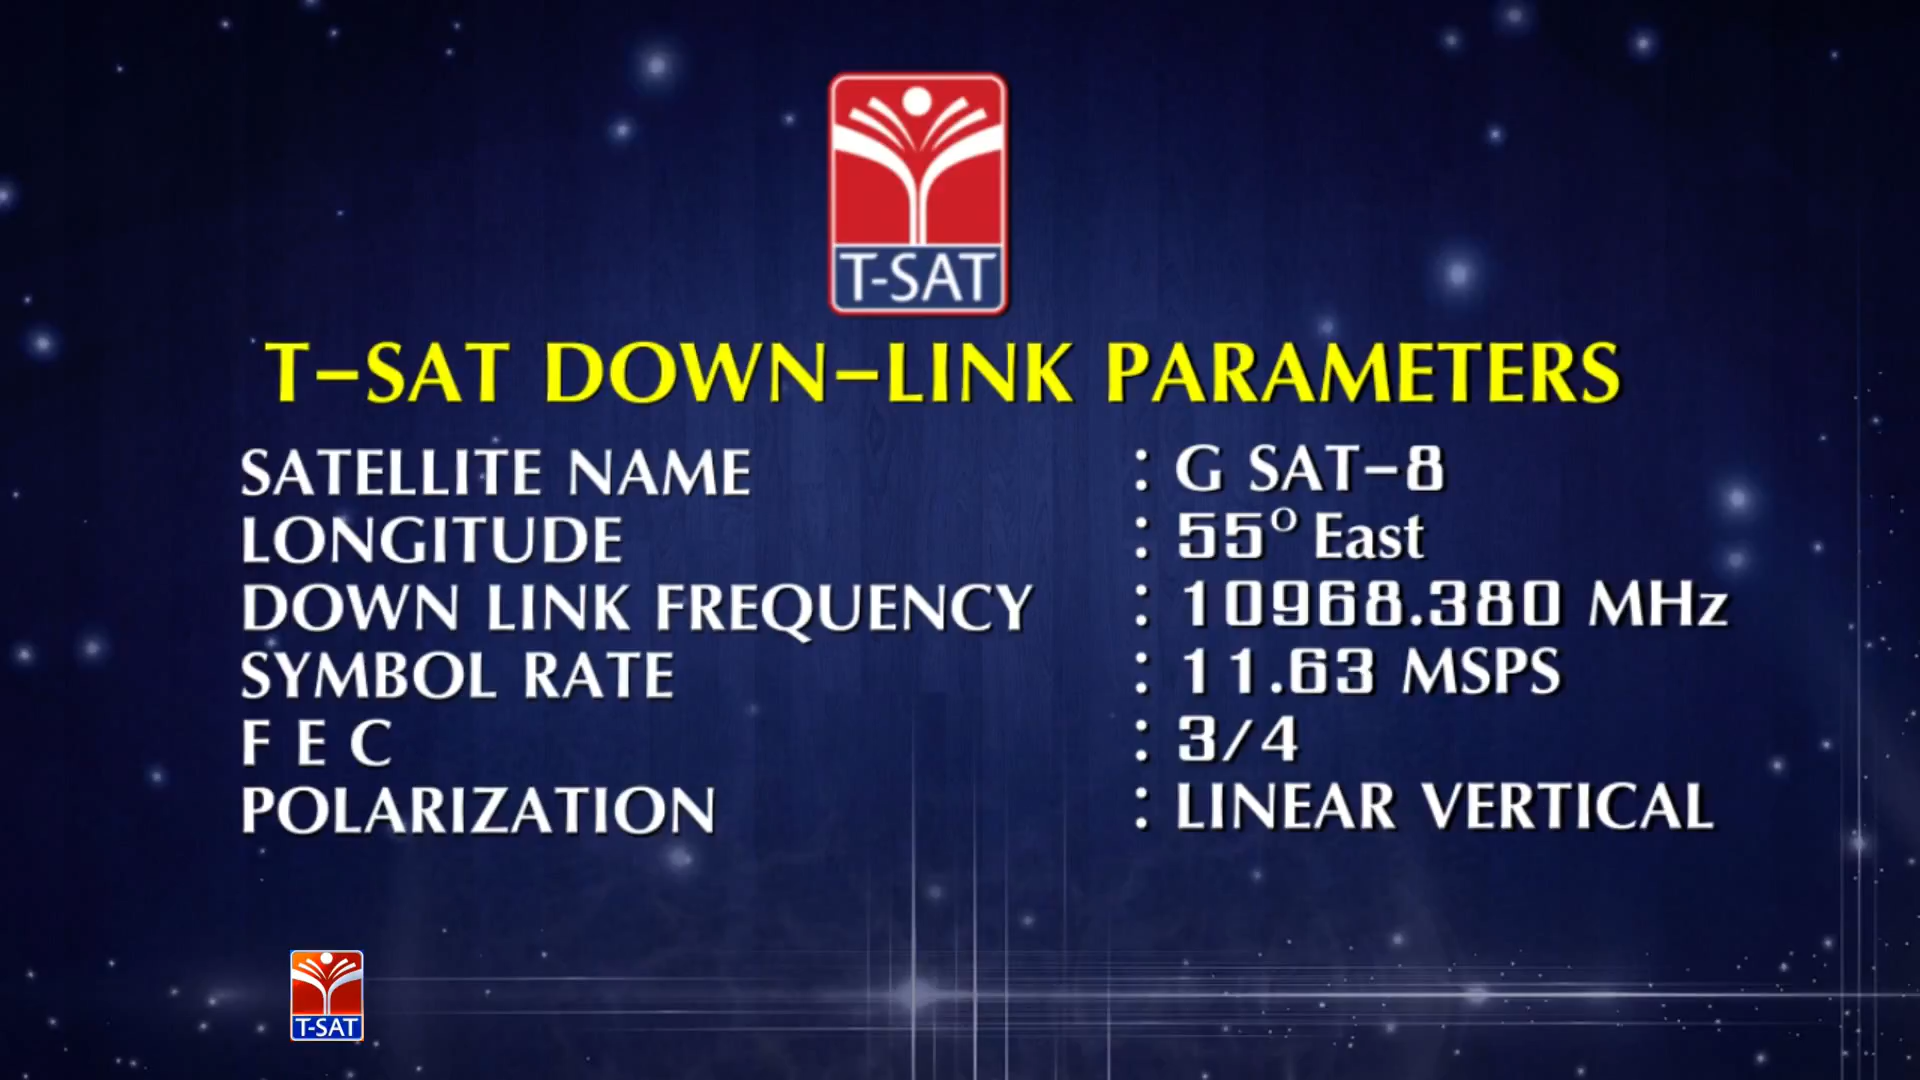 T-SAT
T-SAT DOWN-LINK PARAMETERS
SATELLITE NAME : G SAT-8
LONGITUDE : 55° East
DOWN LINK FREQUENCY : 10968.380 MHz
SYMBOL RATE : 11.63 MSPS
F E C : 3/4
POLARIZATION : LINEAR VERTICAL
T-SAT